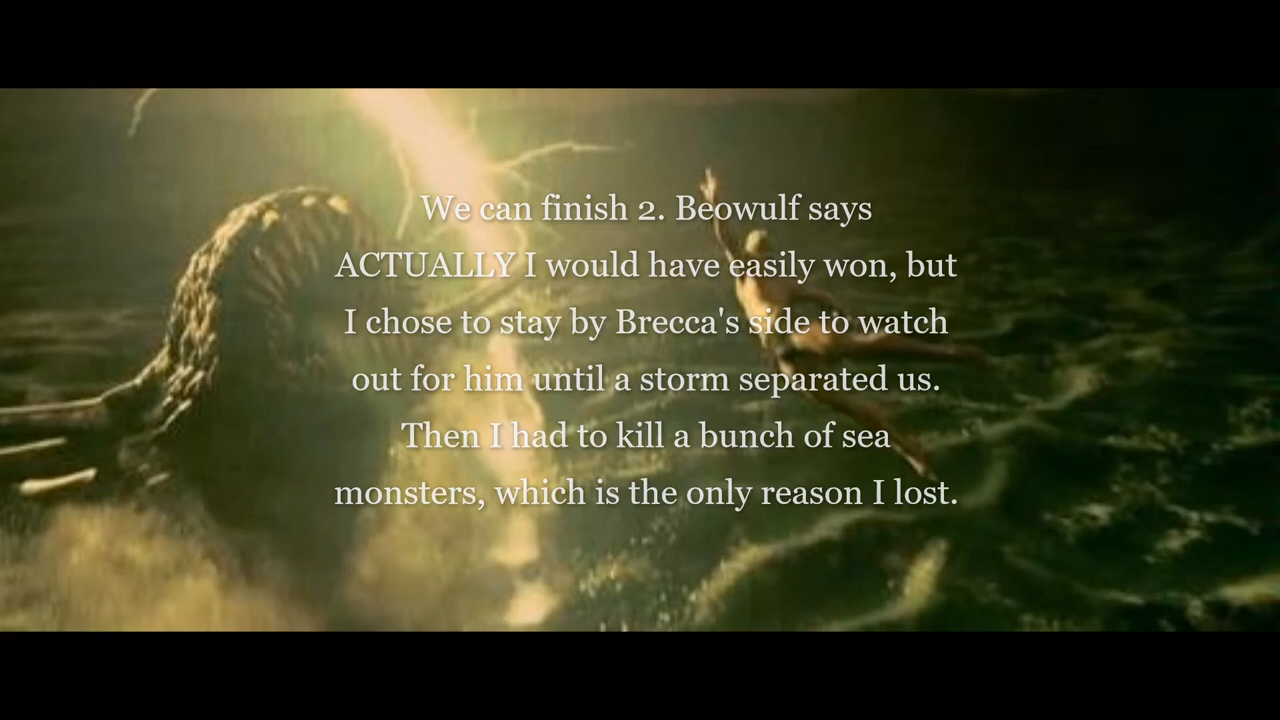 We can finish 2. Beowulf says
ACTUALLY I would have easily won, but
I chose to stay by Brecca's side to watch
out for him until a storm separated us.
Then I had to kill a bunch of sea
monsters, which is the only reason I lost.